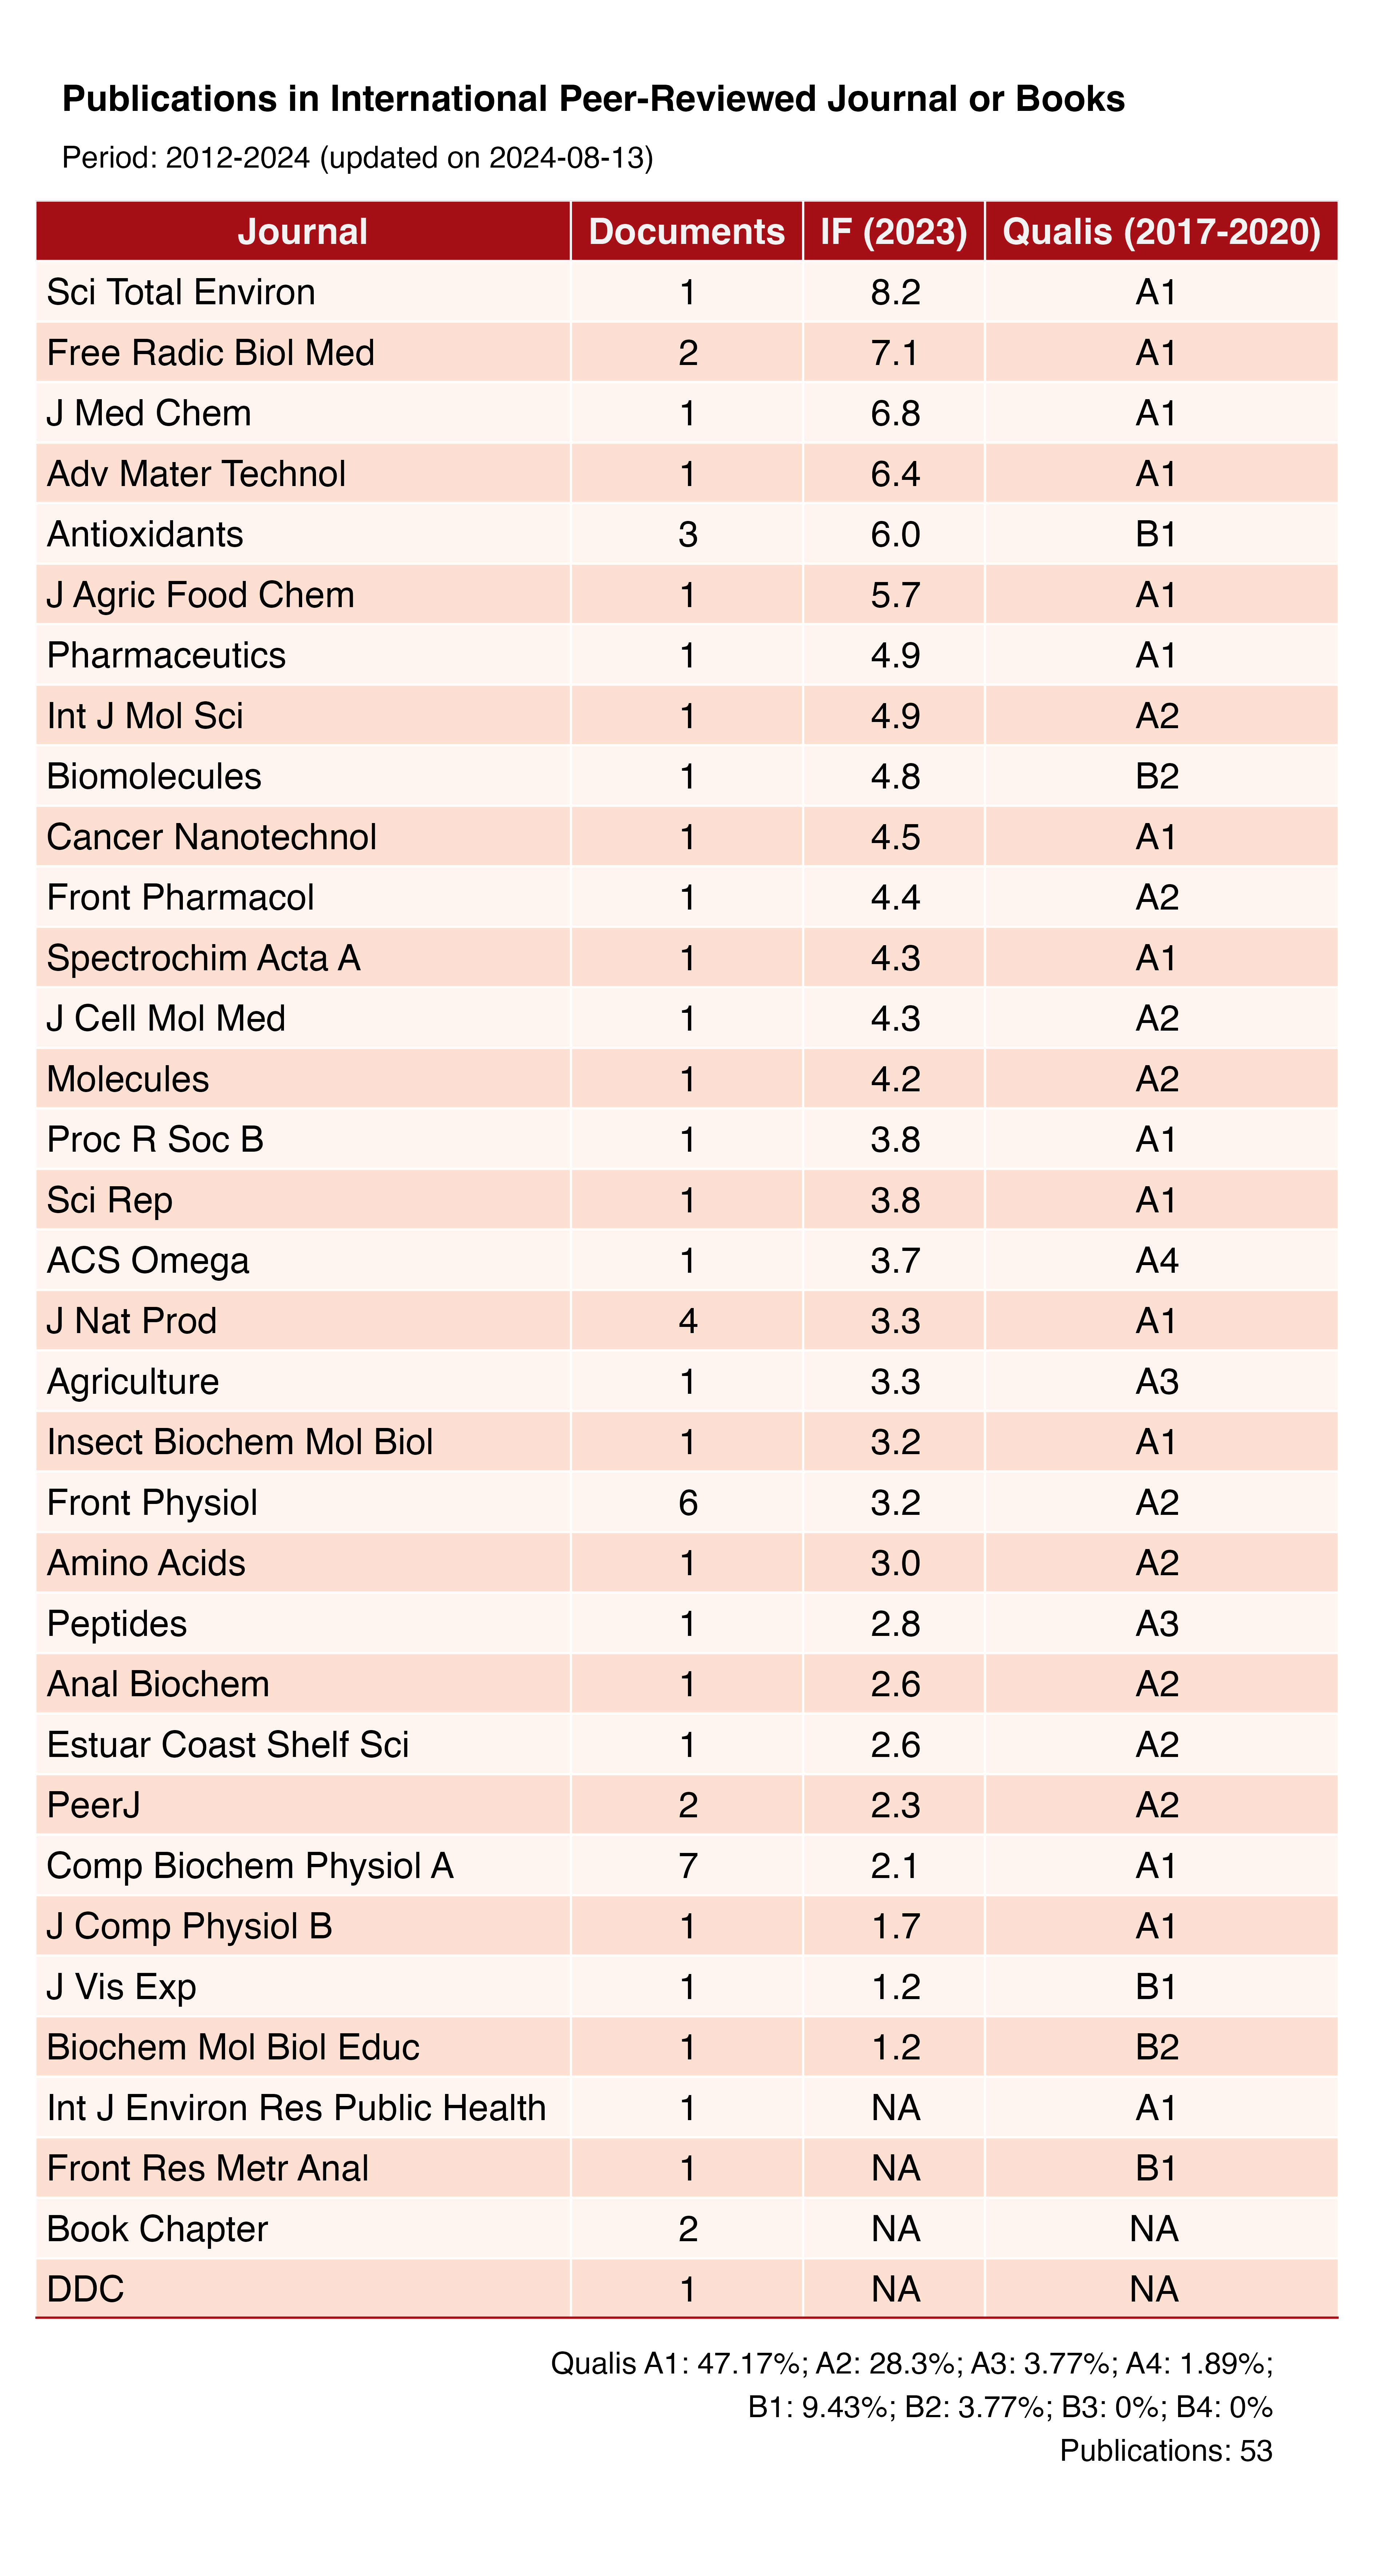 Publications in International Peer-Reviewed Journal or Books
Period: 2012-2024 (updated on 2024-08-13)
Journal Documents IF (2023) Qualis (2017-2020)
Sci Total Environ 1 8.2 A1
Free Radic Biol Med 2 7.1 A1
J Med Chem 1 6.8 A1
Adv Mater Technol 1 6.4 A1
Antioxidants 3 6.0 B1
J Agric Food Chem 1 5.7 A1
Pharmaceutics 1 4.9 A1
Int J Mol Sci 1 4.9 A2
Biomolecules 1 4.8 B2
Cancer Nanotechnol 1 4.5 A1
Front Pharmacol 1 4.4 A2
Spectrochim Acta A 1 4.3 A1
J Cell Mol Med 1 4.3 A2
Molecules 1 4.2 A2
Proc R Soc B 1 3.8 A1
Sci Rep 1 3.8 A1
ACS Omega 1 3.7 A4
J Nat Prod 4 3.3 A1
Agriculture 1 3.3 A3
Insect Biochem Mol Biol 1 3.2 A1
Front Physiol 6 3.2 A2
Amino Acids 1 3.0 A2
Peptides 1 2.8 A3
Anal Biochem 1 2.6 A2
Estuar Coast Shelf Sci 1 2.6 A2
PeerJ 2 2.3 A2
Comp Biochem Physiol A 7 2.1 A1
J Comp Physiol B 1 1.7 A1
J Vis Exp 1 1.2 B1
Biochem Mol Biol Educ 1 1.2 B2
Int J Environ Res Public Health 1 NA A1
Front Res Metr Anal 1 NA B1
Book Chapter 2 NA NA
DDC 1 NA NA
Qualis A1: 47.17%; A2: 28.3%; A3: 3.77%; A4: 1.89%;
B1: 9.43%; B2: 3.77%; B3: 0%; B4: 0%
Publications: 53